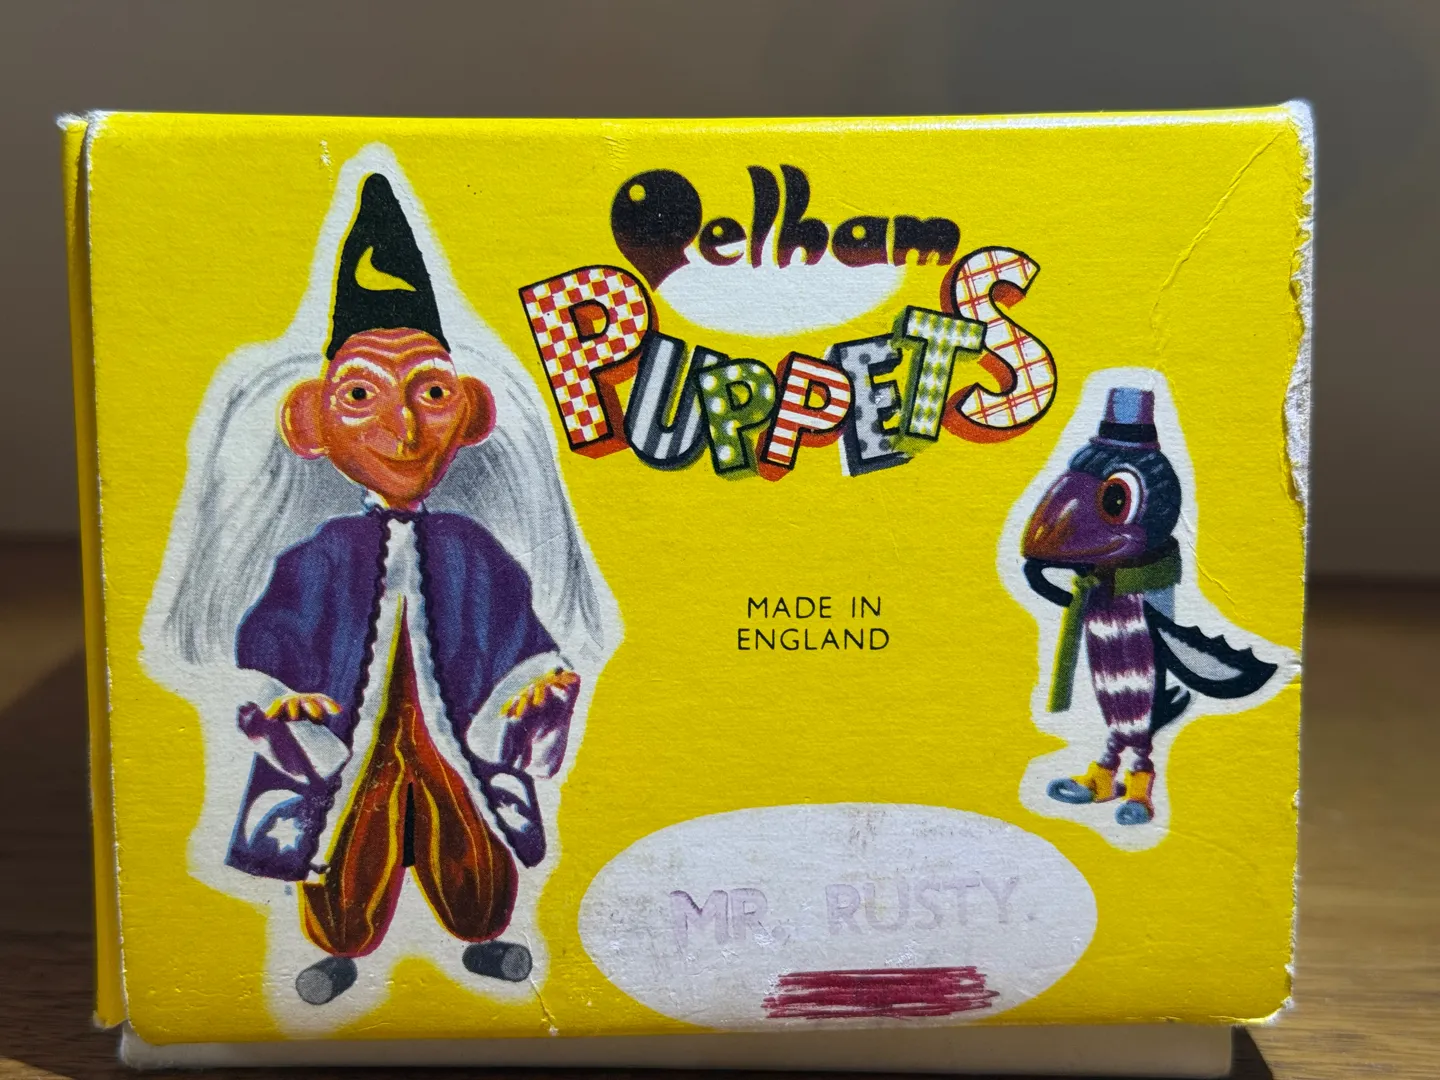 Pelham
PUPPETS
MADE IN
ENGLAND
MR. RUSTY.